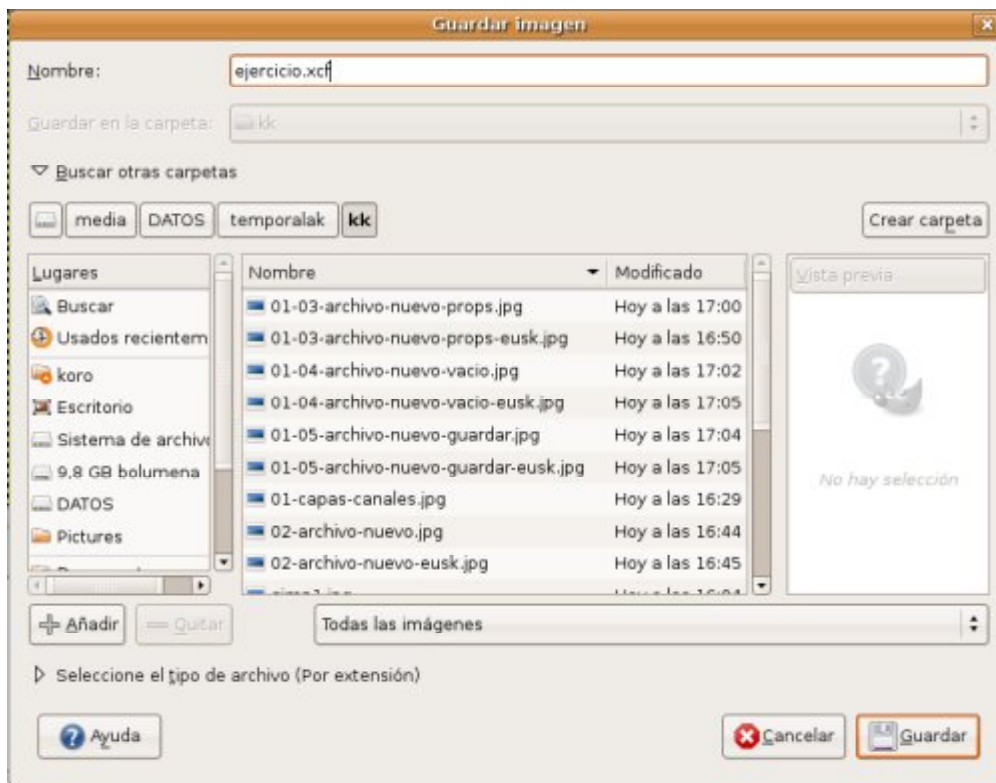 Guardar imagen
Nombre: ejercicio.xcf
Guardar en la carpeta: kk
Buscar otras carpetas
media DATOS temporalak kk Crear carpeta
Lugares Nombre Modificado Vista previa
Buscar 01-03-archivo-nuevo-props.jpg Hoy a las 17:00
Usados recientem 01-03-archivo-nuevo-props-eusk.jpg Hoy a las 16:50
koro 01-04-archivo-nuevo-vacio.jpg Hoy a las 17:02
Escritorio 01-04-archivo-nuevo-vacio-eusk.jpg Hoy a las 17:05
Sistema de archivo 01-05-archivo-nuevo-guardar.jpg Hoy a las 17:04
9,8 GB bolumena 01-05-archivo-nuevo-guardar-eusk.jpg Hoy a las 17:05
No hay selección
DATOS 01-capas-canales.jpg Hoy a las 16:29
Pictures 02-archivo-nuevo.jpg Hoy a las 16:44
02-archivo-nuevo-eusk.jpg Hoy a las 16:45
Añadir Quitar Todas las imágenes
Seleccione el tipo de archivo (Por extensión)
Ayuda Cancelar Guardar